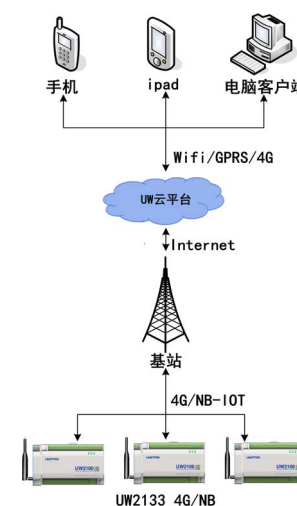 手机
ipad
电脑客户端
Wifi/GPRS/4G
UW云平台
Internet
基站
4G/NB-IOT
UW2100
UW2100
UW2100
UW2133 4G/NB